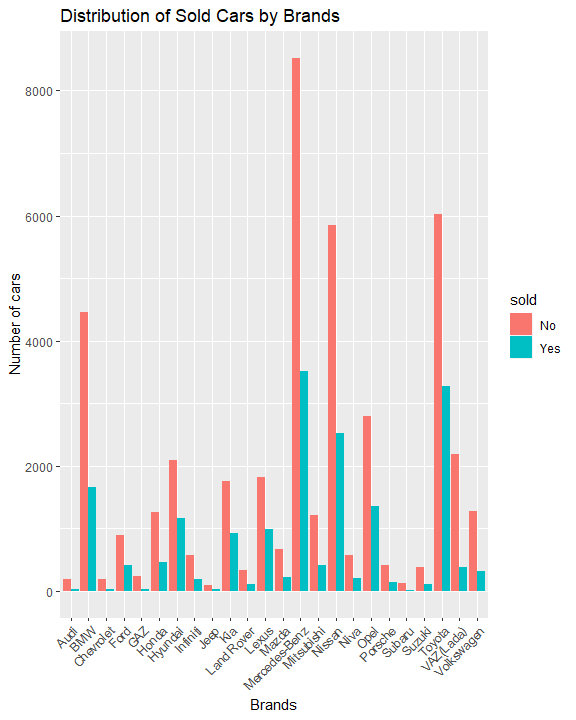 Distribution of Sold Cars by Brands
Number of cars
8000
6000
4000
2000
0
Audi
BMW
Chevrolet
Ford
GAZ
Honda
Hyundai
Infiniti
Jeep
Kia
Land Rover
Lexus
Mazda
Mercedes-Benz
Mitsubishi
Nissan
Niva
Opel
Porsche
Subaru
Suzuki
Toyota
VAZ(Lada)
Volkswagen
Brands
sold
No
Yes